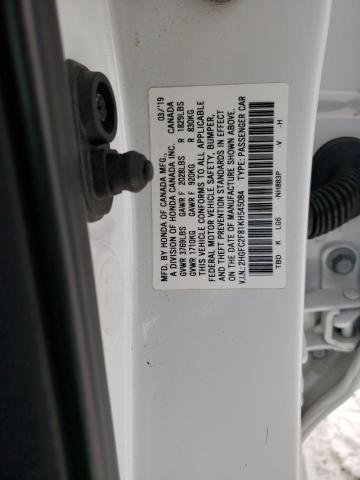 MFD. BY HONDA OF CANADA MFG., 03/'19
A DIVISION OF HONDA CANADA INC. CANADA
GVWR 3769LBS GAWR F 2028LBS R 1829LBS
GVWR 1710KG GAWR F 920KG R 830KG
THIS VEHICLE CONFORMS TO ALL APPLICABLE
FEDERAL MOTOR VEHICLE SAFETY, BUMPER,
AND THEFT PREVENTION STANDARDS IN EFFECT
ON THE DATE OF MANUFACTURE SHOWN ABOVE.
V.I.N.: 2HGFC2F81KH545084 TYPE: PASSENGER CAR
TBD K LG6 NH883P -V -H